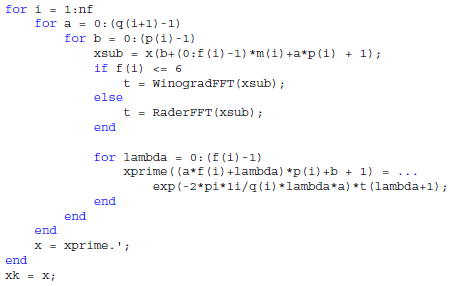 for i = 1:nf
    for a = 0:(q(i+1)-1)
        for b = 0:(p(i)-1)
            xsub = x(b+(0:f(i)-1)*m(i)+a*p(i) + 1);
            if f(i) <= 6
                t = WinogradFFT(xsub);
            else
                t = RaderFFT(xsub);
            end

            for lambda = 0:(f(i)-1)
                xprime((a*f(i)+lambda)*p(i)+b + 1) = ...
                    exp(-2*pi*1i/q(i)*lambda*a)*t(lambda+1);
            end
        end
    end
    x = xprime.';
end
xk = x;